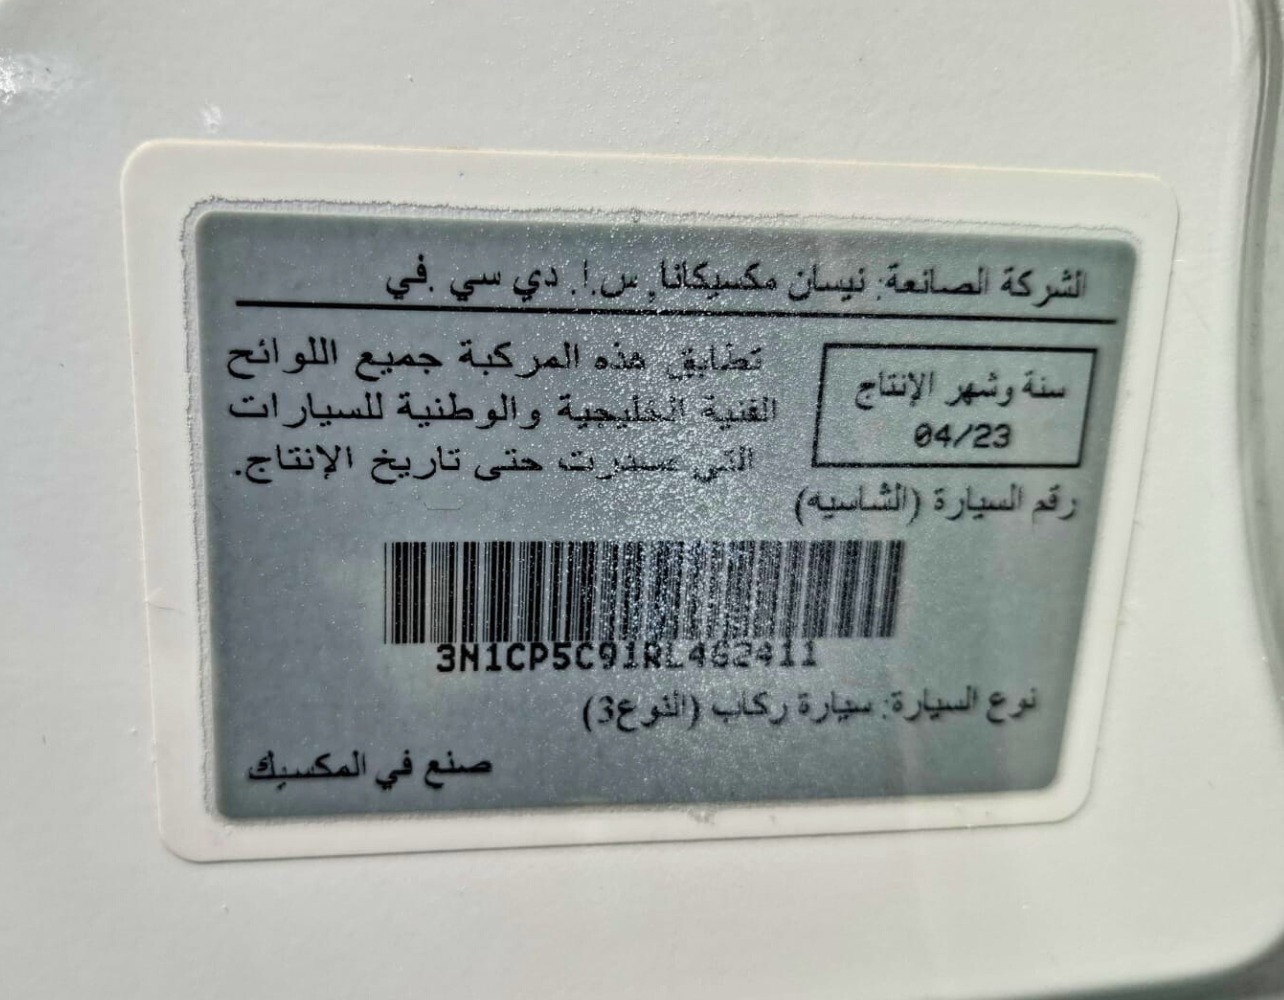 الشركة الصانعة: نيسان مكسيكانا, س.ا. دي سي .في
سنة وشهر الإنتاج
04/23
تطابق هذه المركبة جميع اللوائح
الفنية الخليجية والوطنية للسيارات
التي صدرت حتى تاريخ الإنتاج.
رقم السيارة (الشاسيه)
3N1CP5C91RL462411
نوع السيارة: سيارة ركاب (النوع3)
صنع في المكسيك